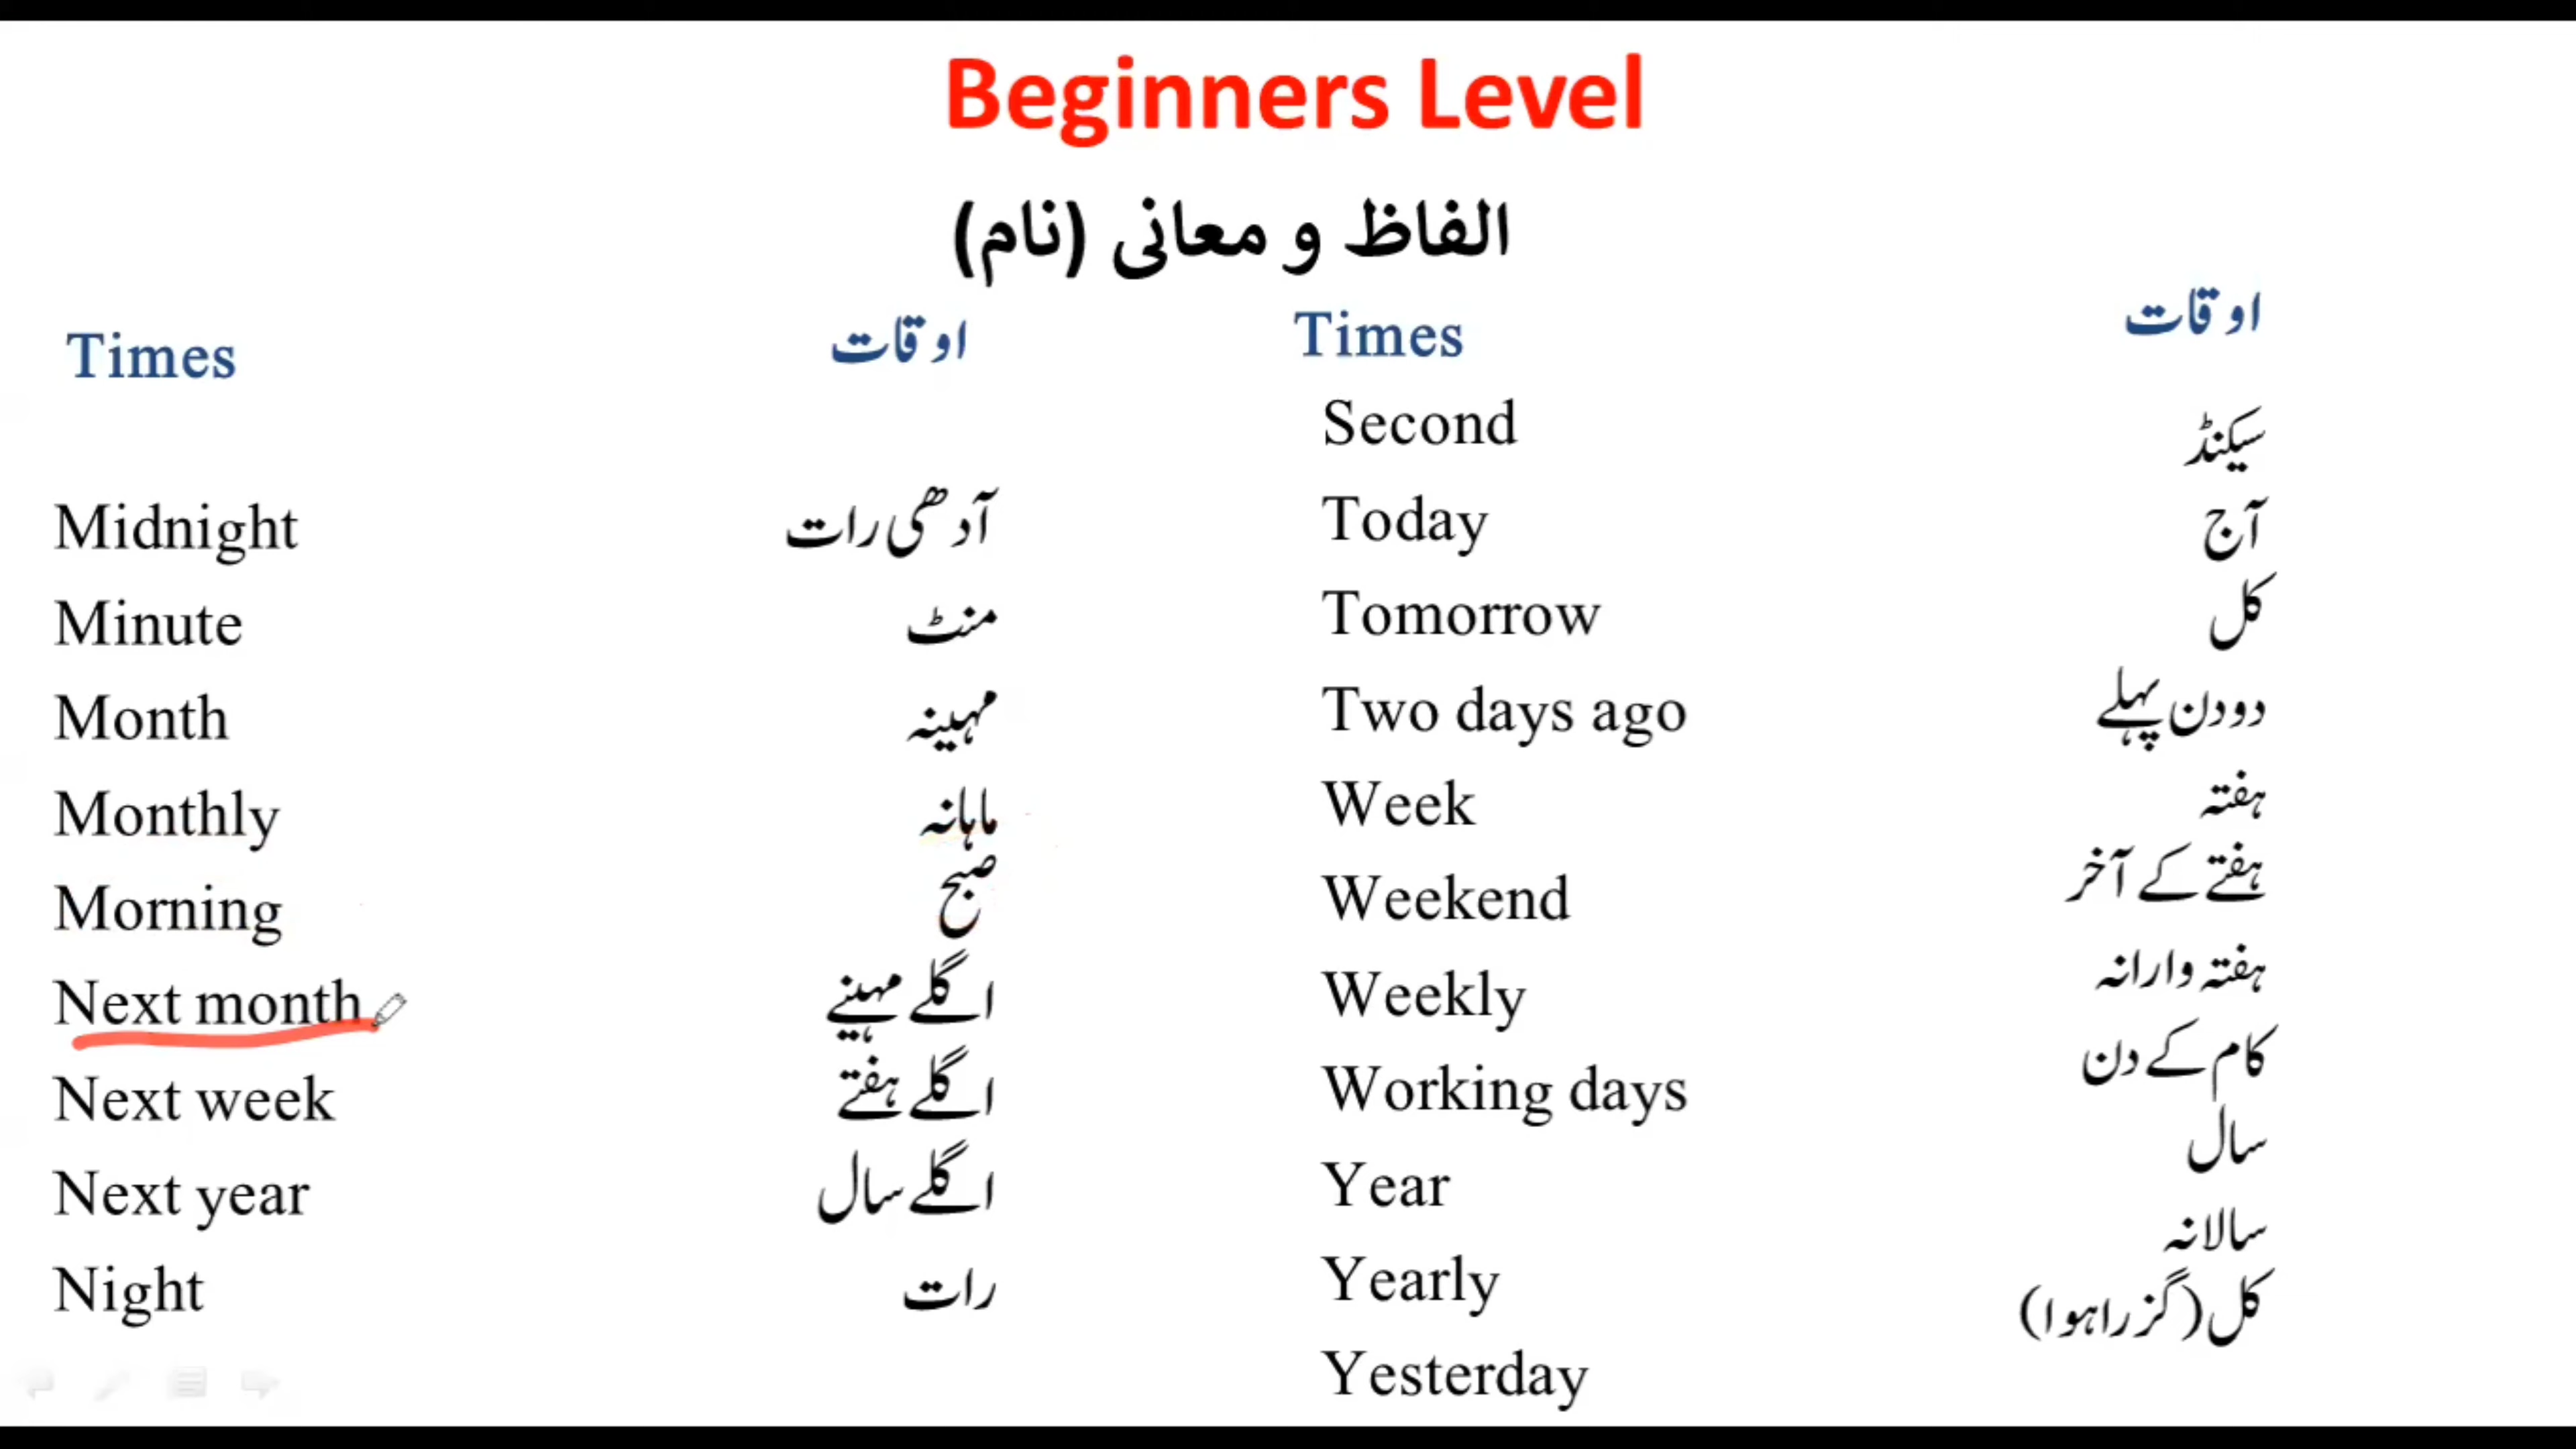 Beginners Level
الفاظ و معانی (نام)
Times
اوقات
Midnight
آدھی رات
Minute
منٹ
Month
مہینہ
Monthly
ماہانہ
Morning
صبح
Next month
اگلے مہینے
Next week
اگلے ہفتے
Next year
اگلے سال
Night
رات
Times
اوقات
Second
سیکنڈ
Today
آج
Tomorrow
کل
Two days ago
دو دن پہلے
Week
ہفتہ
Weekend
ہفتے کے آخر
Weekly
ہفتہ وارانہ
Working days
کام کے دن
Year
سال
Yearly
سالانہ
Yesterday
کل (گزرا ہوا)